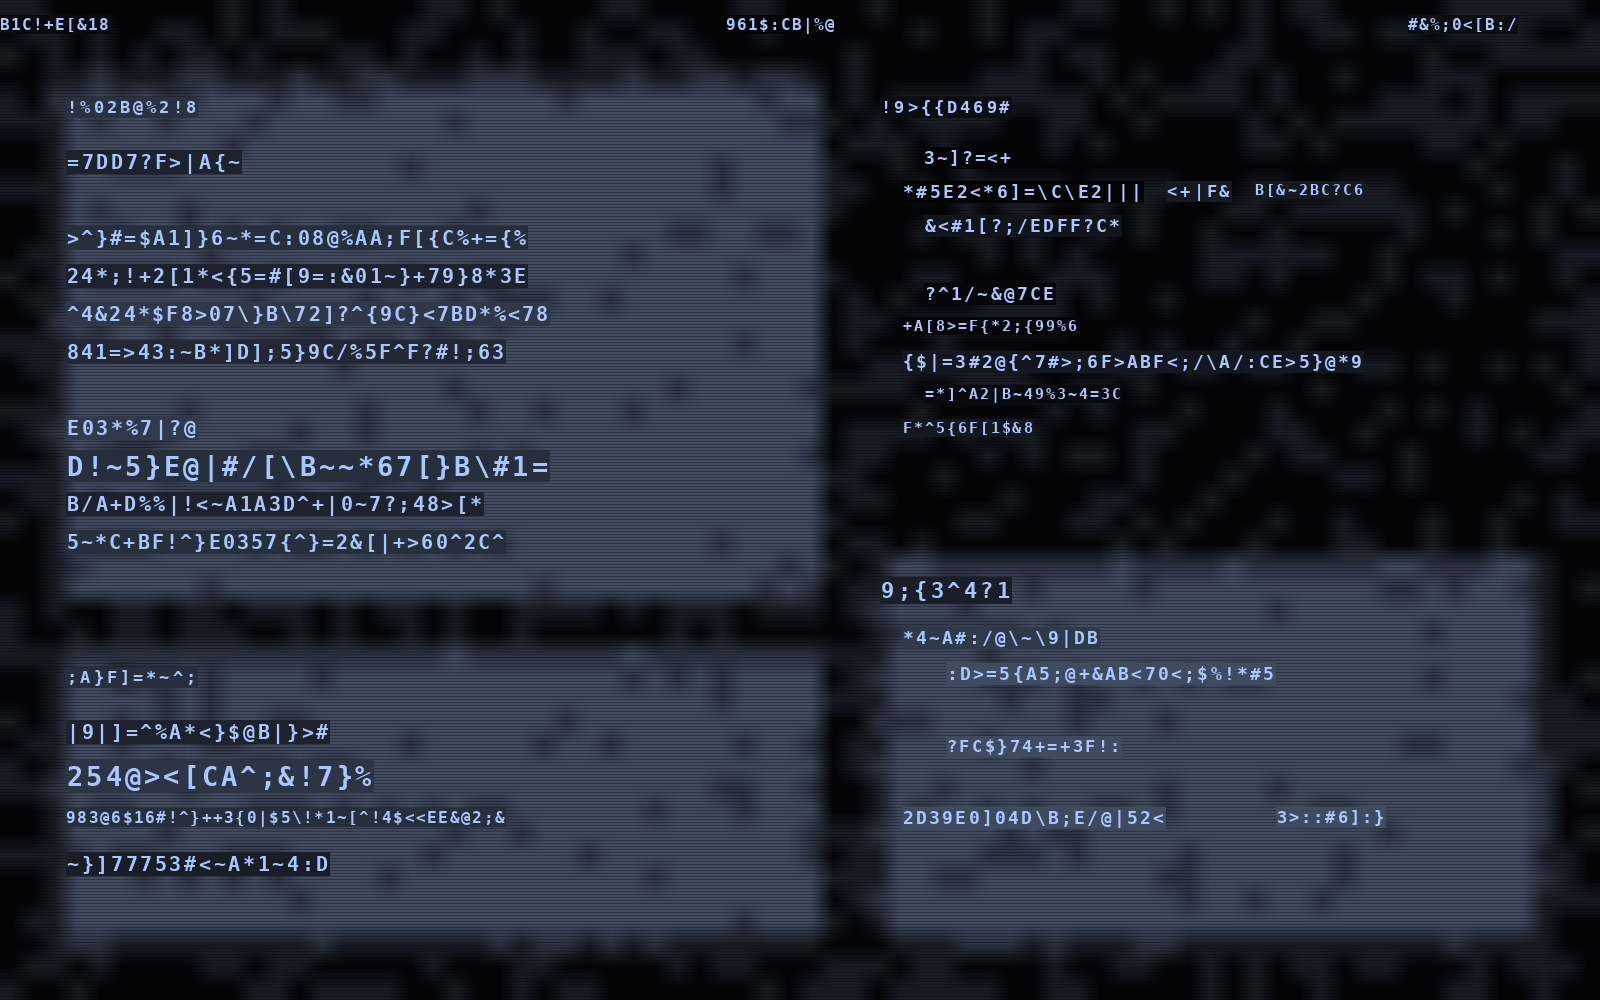 B1C!+E[&18
961$:CB|%@
#&%;0<[B:/
!%02B@%2!8
=7DD7?F>|A{~
>^}#=$A1]}6~*=C:08@%AA;F[{C%+={%
24*;!+2[1*<{5=#[9=:&01~}+79}8*3E
^4&24*$F8>07\}B\72]?^{9C}<7BD*%<78
841=>43:~B*]D];5}9C/%5F^F?#!;63
E03*%7|?@
D!~5}E@|#/[\B~~*67[}B\#1=
B/A+D%%|!<~A1A3D^+|0~7?;48>[*
5~*C+BF!^}E0357{^}=2&[|+>60^2C^
;A}F]=*~^;
|9|]=^%A*<}$@B|}>#
254@><[CA^;&!7}%
983@6$16#!^}++3{0|$5\!*1~[^!4$<<EE&@2;&
~}]77753#<~A*1~4:D
!9>{{D469#
3~]?=<+
*#5E2<*6]=\C\E2||| <+|F& B[&~2BC?C6
&<#1[?;/EDFF?C*
?^1/~&@7CE
+A[8>=F{*2;{99%6
{$|=3#2@{^7#>;6F>ABF<;/\A/:CE>5}@*9
=*]^A2|B~49%3~4=3C
F*^5{6F[1$&8
9;{3^4?1
*4~A#:/@\~\9|DB
:D>=5{A5;@+&AB<70<;$%!*#5
?FC$}74+=+3F!:
2D39E0]04D\B;E/@|52< 3>::#6]:}